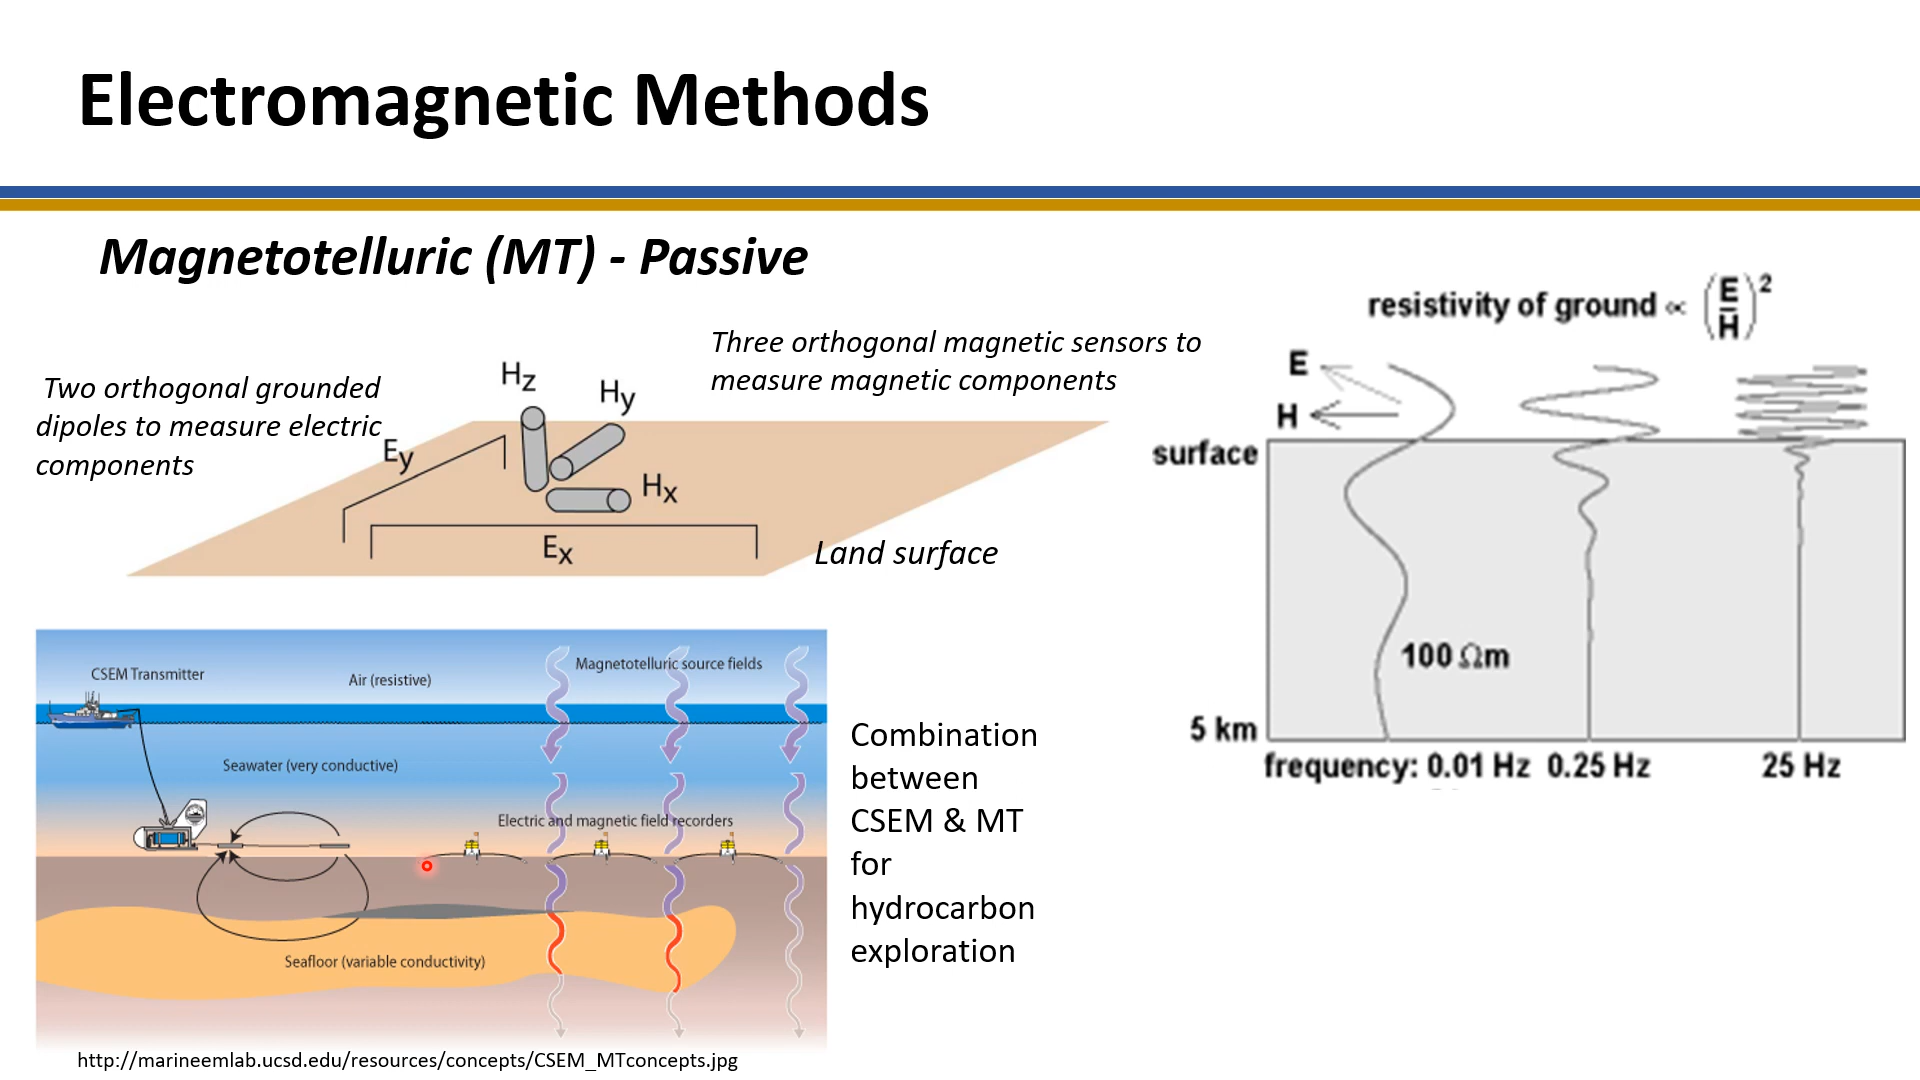 Electromagnetic Methods
Magnetotelluric (MT) - Passive
Two orthogonal grounded
dipoles to measure electric
components
Three orthogonal magnetic sensors to
measure magnetic components
Hz
Hy
Ey
Hx
Ex
Land surface
resistivity of ground ∝ (E/H)²
E
H
surface
100 Ωm
5 km
frequency: 0.01 Hz 0.25 Hz 25 Hz
CSEM Transmitter
Air (resistive)
Magnetotelluric source fields
Seawater (very conductive)
Electric and magnetic field recorders
Seafloor (variable conductivity)
Combination
between
CSEM & MT
for
hydrocarbon
exploration
http://marineemlab.ucsd.edu/resources/concepts/CSEM_MTconcepts.jpg